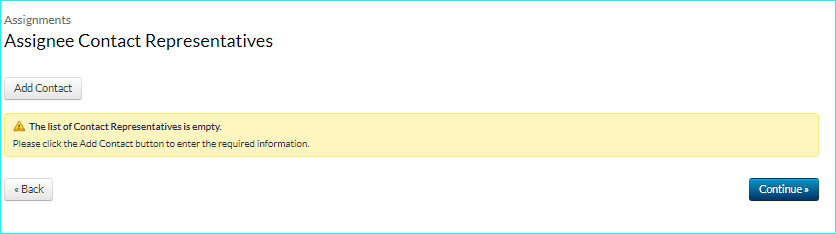 Assignments
Assignee Contact Representatives
Add Contact
The list of Contact Representatives is empty.
Please click the Add Contact button to enter the required information.
« Back
Continue »